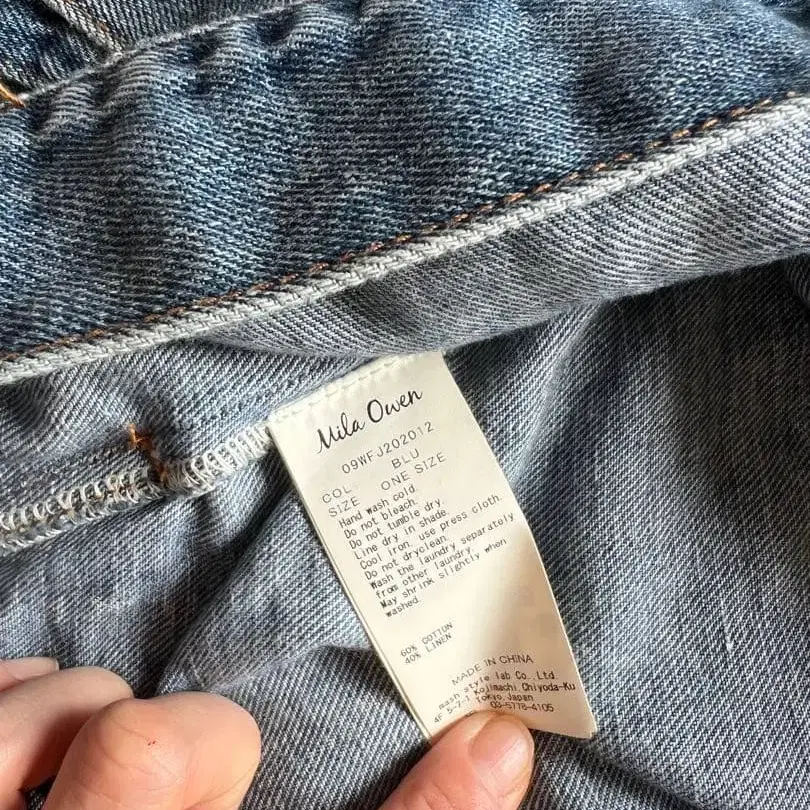 Mila Owen
09WFJ202012
COL BLU
SIZE ONE SIZE
Hand wash cold.
Do not bleach.
Do not tumble dry.
Line dry in shade.
Cool iron. use press cloth.
Do not dryclean.
Wash the laundry separately
from other laundry.
May shrink slightly when
washed.
60% COTTON
40% LINEN
MADE IN CHINA
mash style lab Co.,Ltd.
4F 5-7-1 Kojimachi Chiyoda-Ku
Tokyo Japan
03-5778-4105